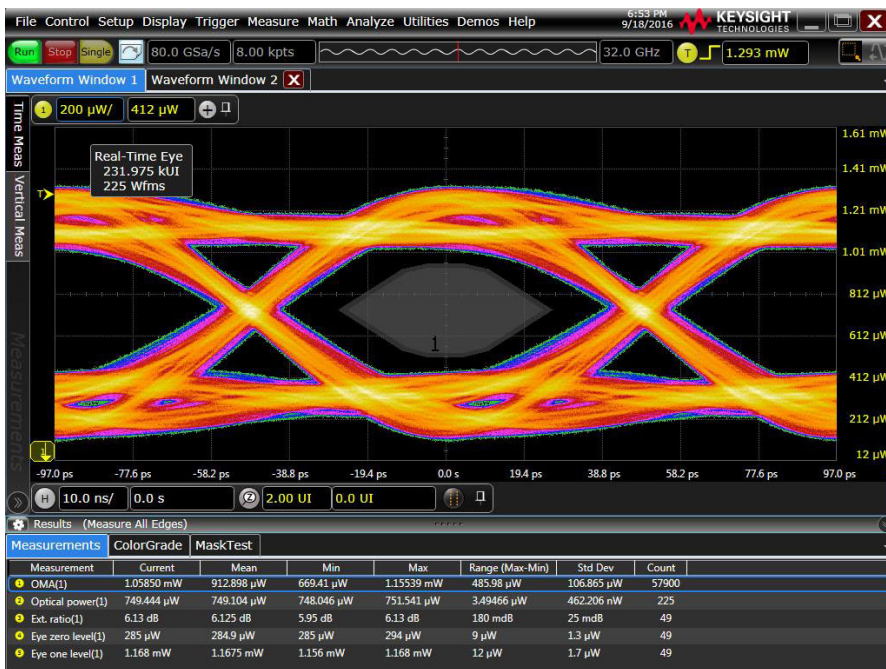 File Control Setup Display Trigger Measure Math Analyze Utilities Demos Help
6:53 PM
9/18/2016
KEYSIGHT
TECHNOLOGIES
Run Stop Single 80.0 GSa/s 8.00 kpts 32.0 GHz T 1.293 mW
Waveform Window 1 Waveform Window 2
Time Meas
Vertical Meas
Measurements
1 200 µW/ 412 µW
Real-Time Eye
231.975 kUI
225 Wfms
T
1.61 mW
1.41 mW
1.21 mW
1.01 mW
812 µW
612 µW
412 µW
212 µW
12 µW
1
-97.0 ps -77.6 ps -58.2 ps -38.8 ps -19.4 ps 0.0 s 19.4 ps 38.8 ps 58.2 ps 77.6 ps 97.0 ps
H 10.0 ns/ 0.0 s 2.00 UI 0.0 UI
Results (Measure All Edges)
Measurements ColorGrade MaskTest
Measurement Current Mean Min Max Range (Max-Min) Std Dev Count
1 OMA(1) 1.05850 mW 912.898 µW 669.41 µW 1.15539 mW 485.98 µW 106.865 µW 57900
2 Optical power(1) 749.444 µW 749.104 µW 748.046 µW 751.541 µW 3.49466 µW 462.206 nW 225
3 Ext. ratio(1) 6.13 dB 6.125 dB 5.95 dB 6.13 dB 180 mdB 25 mdB 49
4 Eye zero level(1) 285 µW 284.9 µW 285 µW 294 µW 9 µW 1.3 µW 49
5 Eye one level(1) 1.168 mW 1.1675 mW 1.156 mW 1.168 mW 12 µW 1.7 µW 49